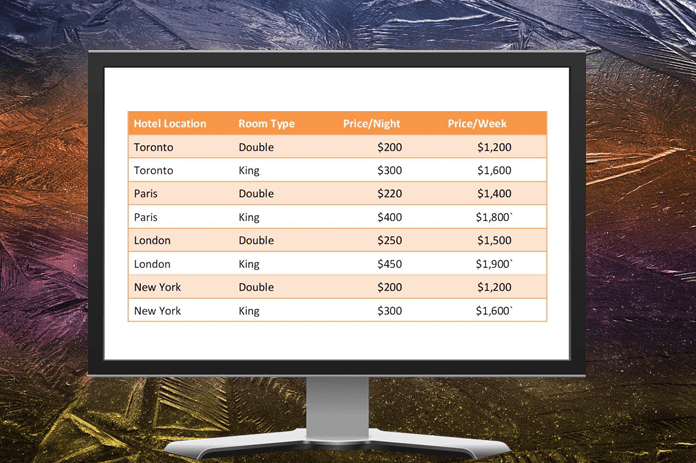 Hotel Location Room Type Price/Night Price/Week
Toronto Double $200 $1,200
Toronto King $300 $1,600
Paris Double $220 $1,400
Paris King $400 $1,800`
London Double $250 $1,500
London King $450 $1,900`
New York Double $200 $1,200
New York King $300 $1,600`